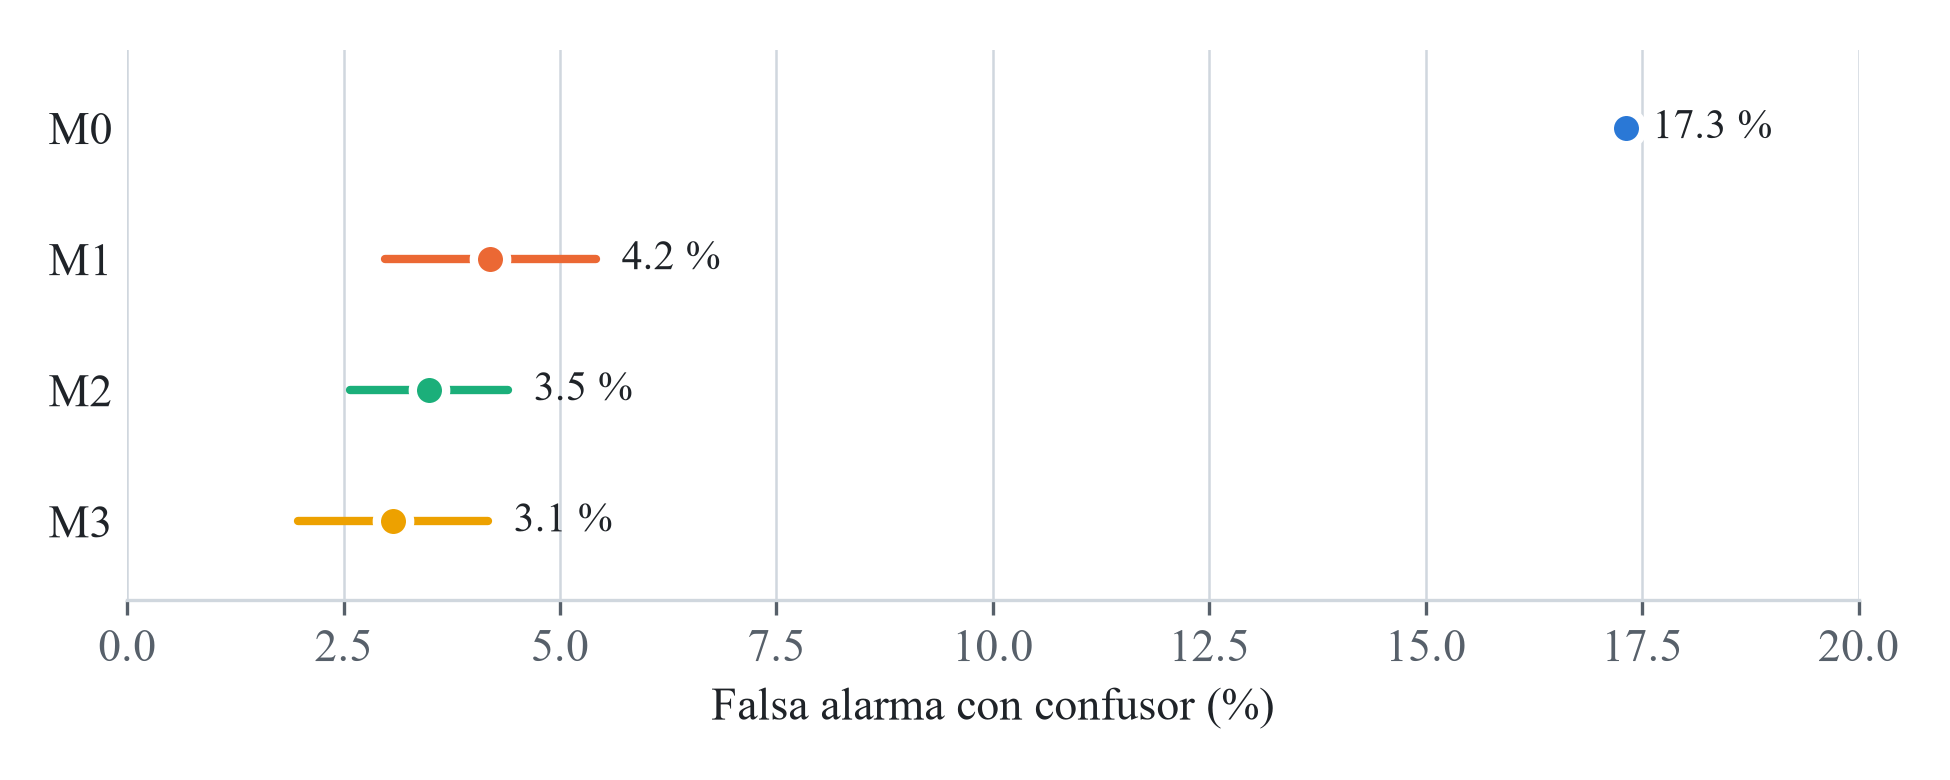 M0 17.3 %
M1 4.2 %
M2 3.5 %
M3 3.1 %
0.0 2.5 5.0 7.5 10.0 12.5 15.0 17.5 20.0
Falsa alarma con confusor (%)